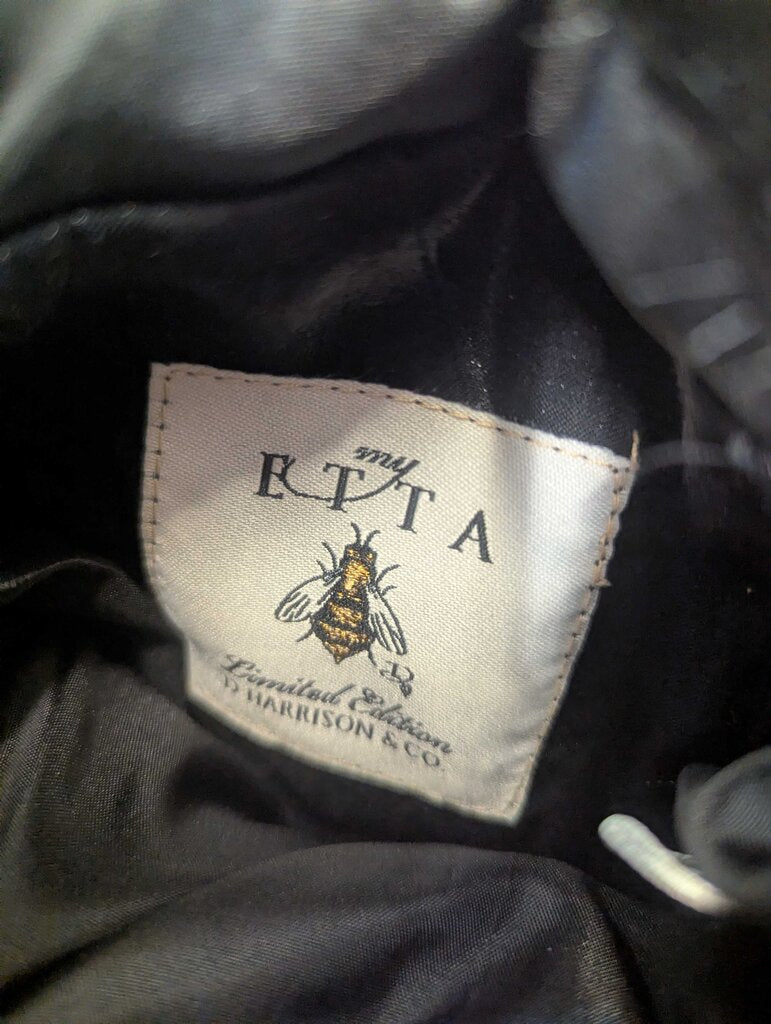 my
ETTA
Limited Edition
D HARRISON & CO.